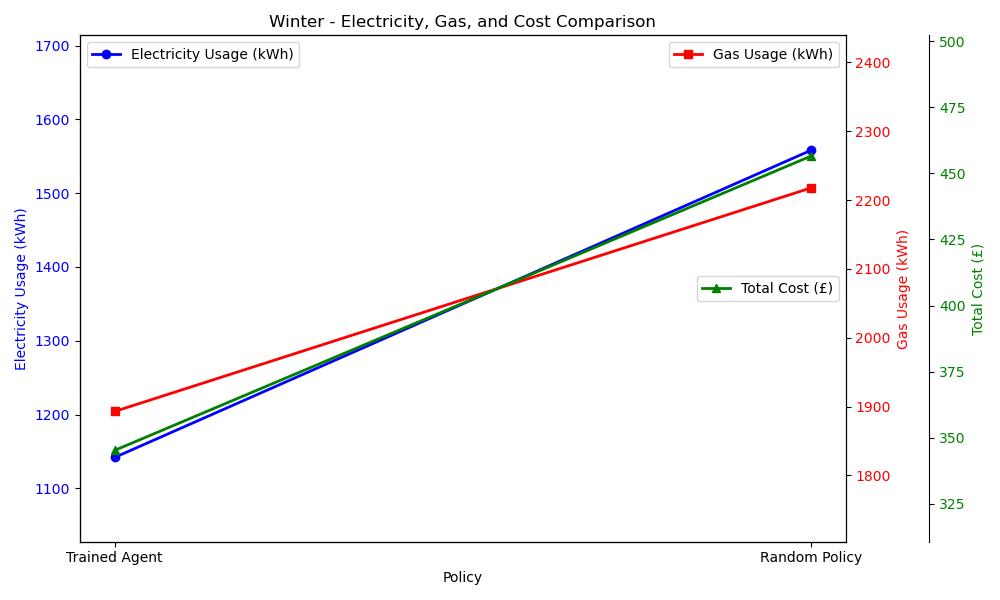 Winter - Electricity, Gas, and Cost Comparison
Electricity Usage (kWh)
Gas Usage (kWh)
Total Cost (£)
Electricity Usage (kWh)
1700
1600
1500
1400
1300
1200
1100
Gas Usage (kWh)
2400
2300
2200
2100
2000
1900
1800
Total Cost (£)
500
475
450
425
400
375
350
325
Trained Agent
Random Policy
Policy